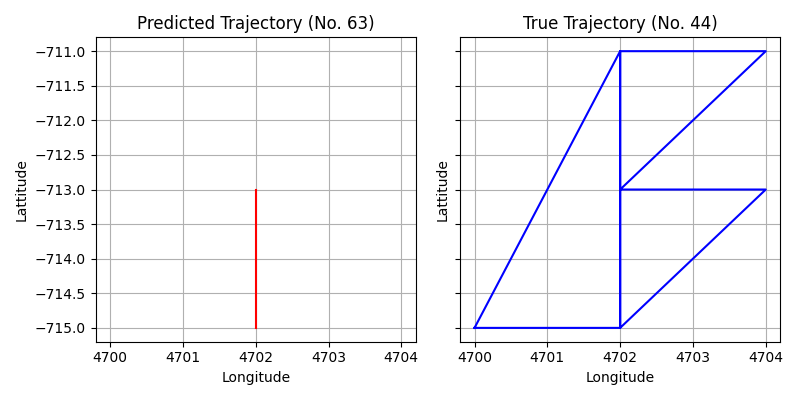 Predicted Trajectory (No. 63)
−711.0
−711.5
−712.0
−712.5
−713.0
−713.5
−714.0
−714.5
−715.0
Lattitude
4700 4701 4702 4703 4704
Longitude
True Trajectory (No. 44)
Lattitude
4700 4701 4702 4703 4704
Longitude